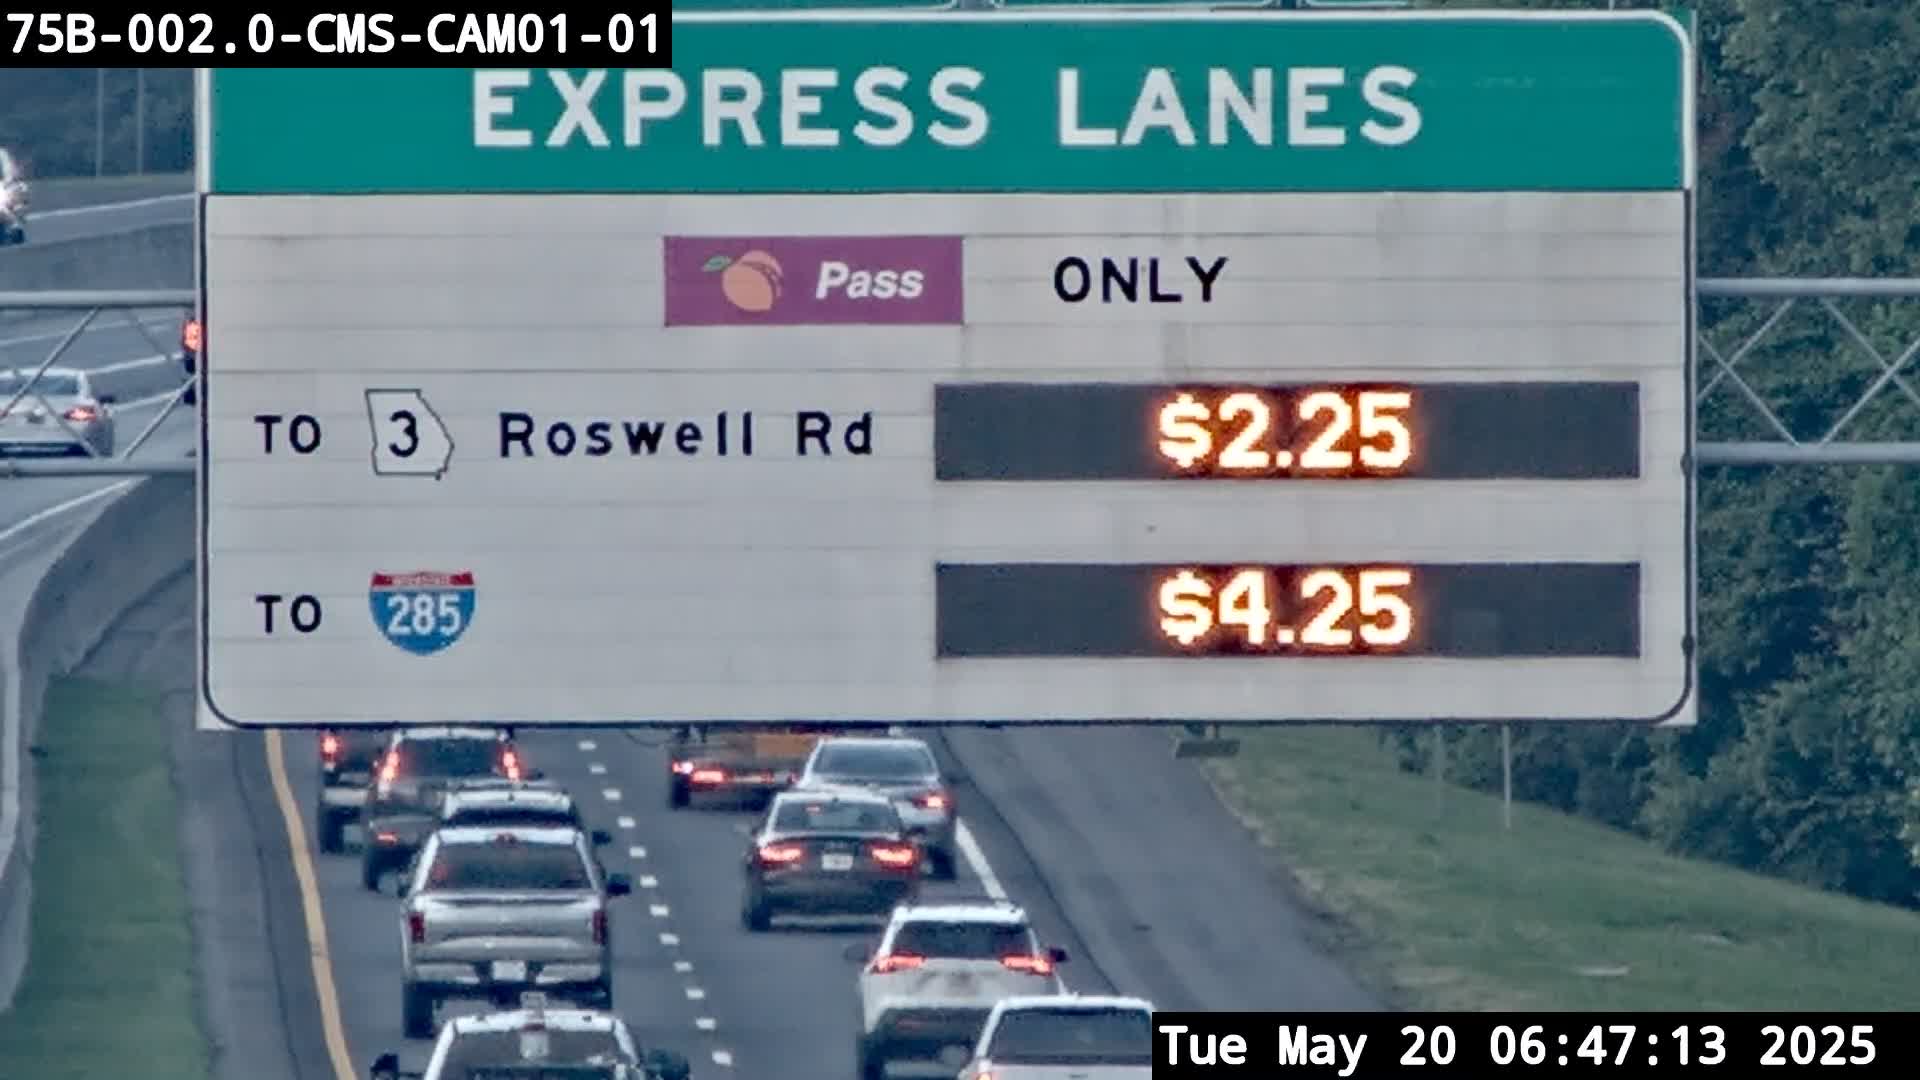 75B-002.0-CMS-CAM01-01
EXPRESS LANES
Pass ONLY
TO 3 Roswell Rd $2.25
TO 285 $4.25
Tue May 20 06:47:13 2025